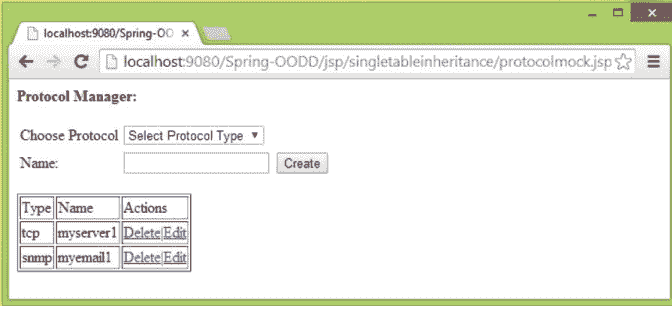 localhost:9080/Spring-OO
localhost:9080/Spring-OODD/jsp/singletableinheritance/protocolmock.jsp
Protocol Manager:
Choose Protocol Select Protocol Type
Name: Create
Type Name Actions
tcp myserver1 Delete|Edit
snmp myemail1 Delete|Edit